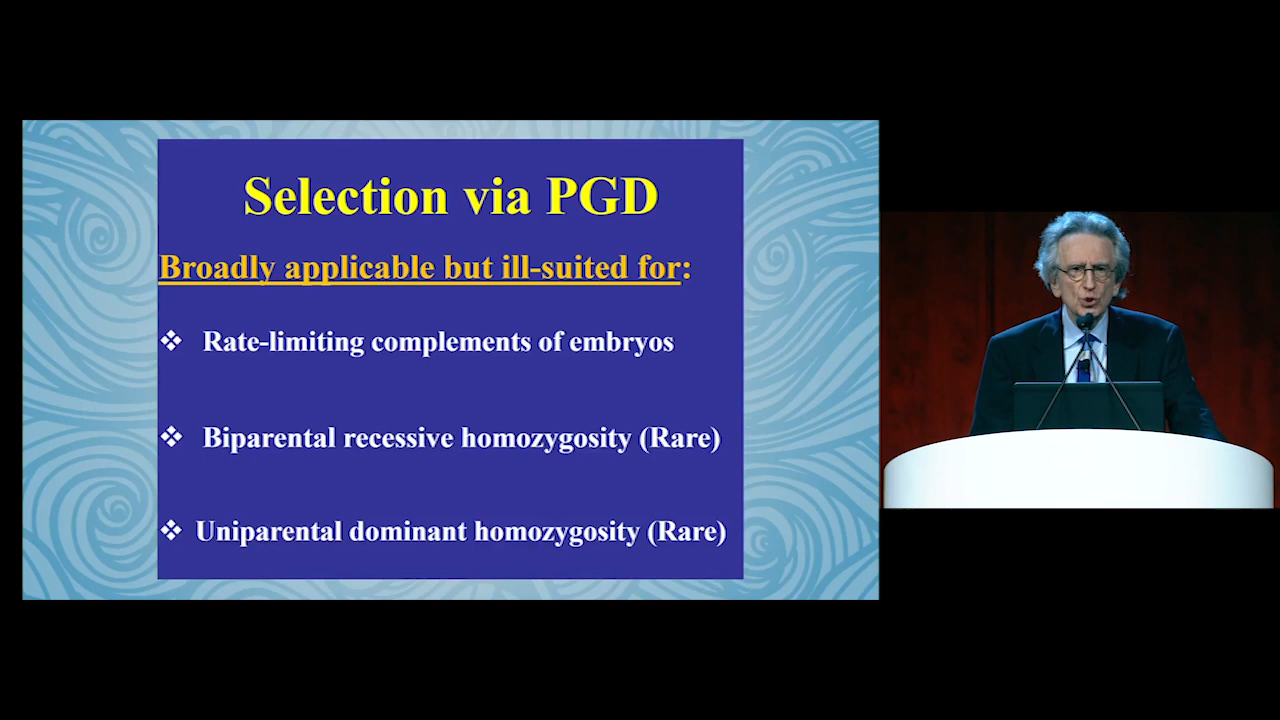 Selection via PGD
Broadly applicable but ill-suited for:
❖ Rate-limiting complements of embryos
❖ Biparental recessive homozygosity (Rare)
❖ Uniparental dominant homozygosity (Rare)